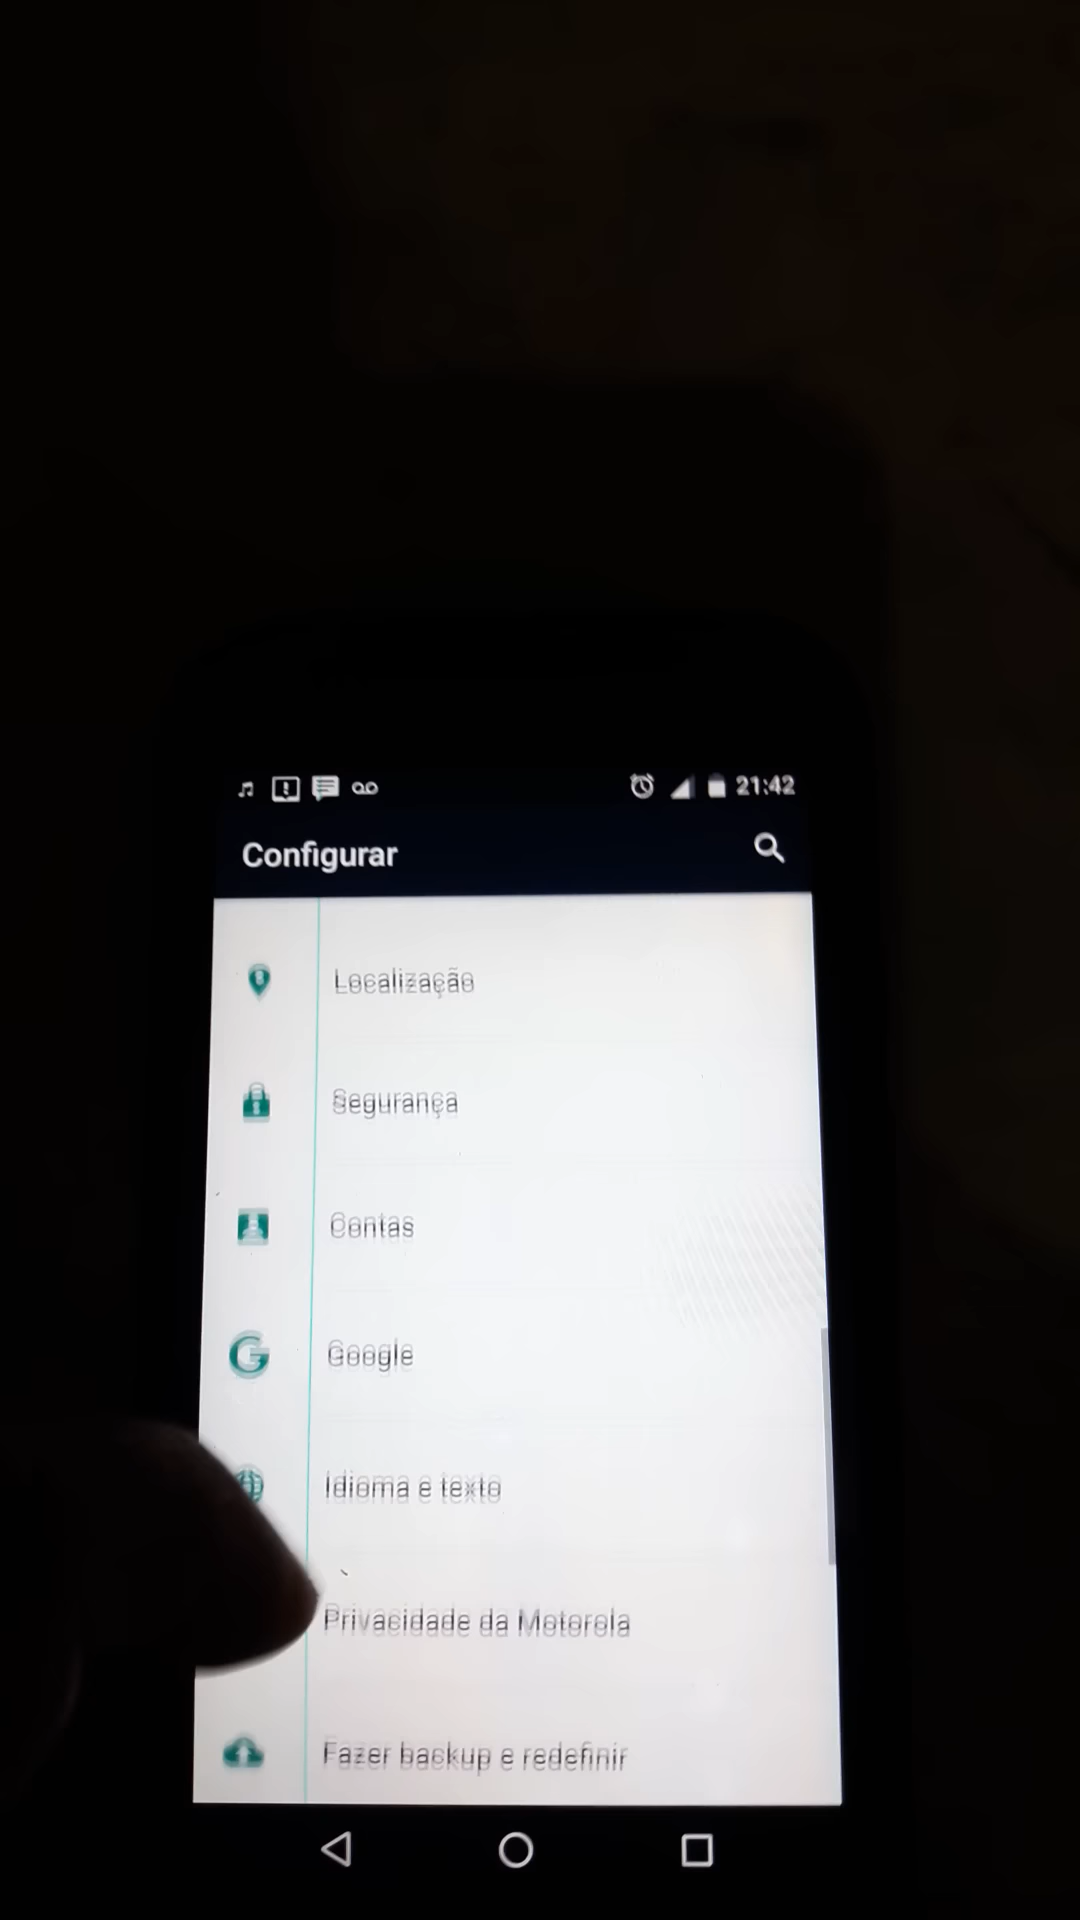 21:42
Configurar
Localização
Segurança
Contas
Google
Idioma e texto
Privacidade da Motorola
Fazer backup e redefinir